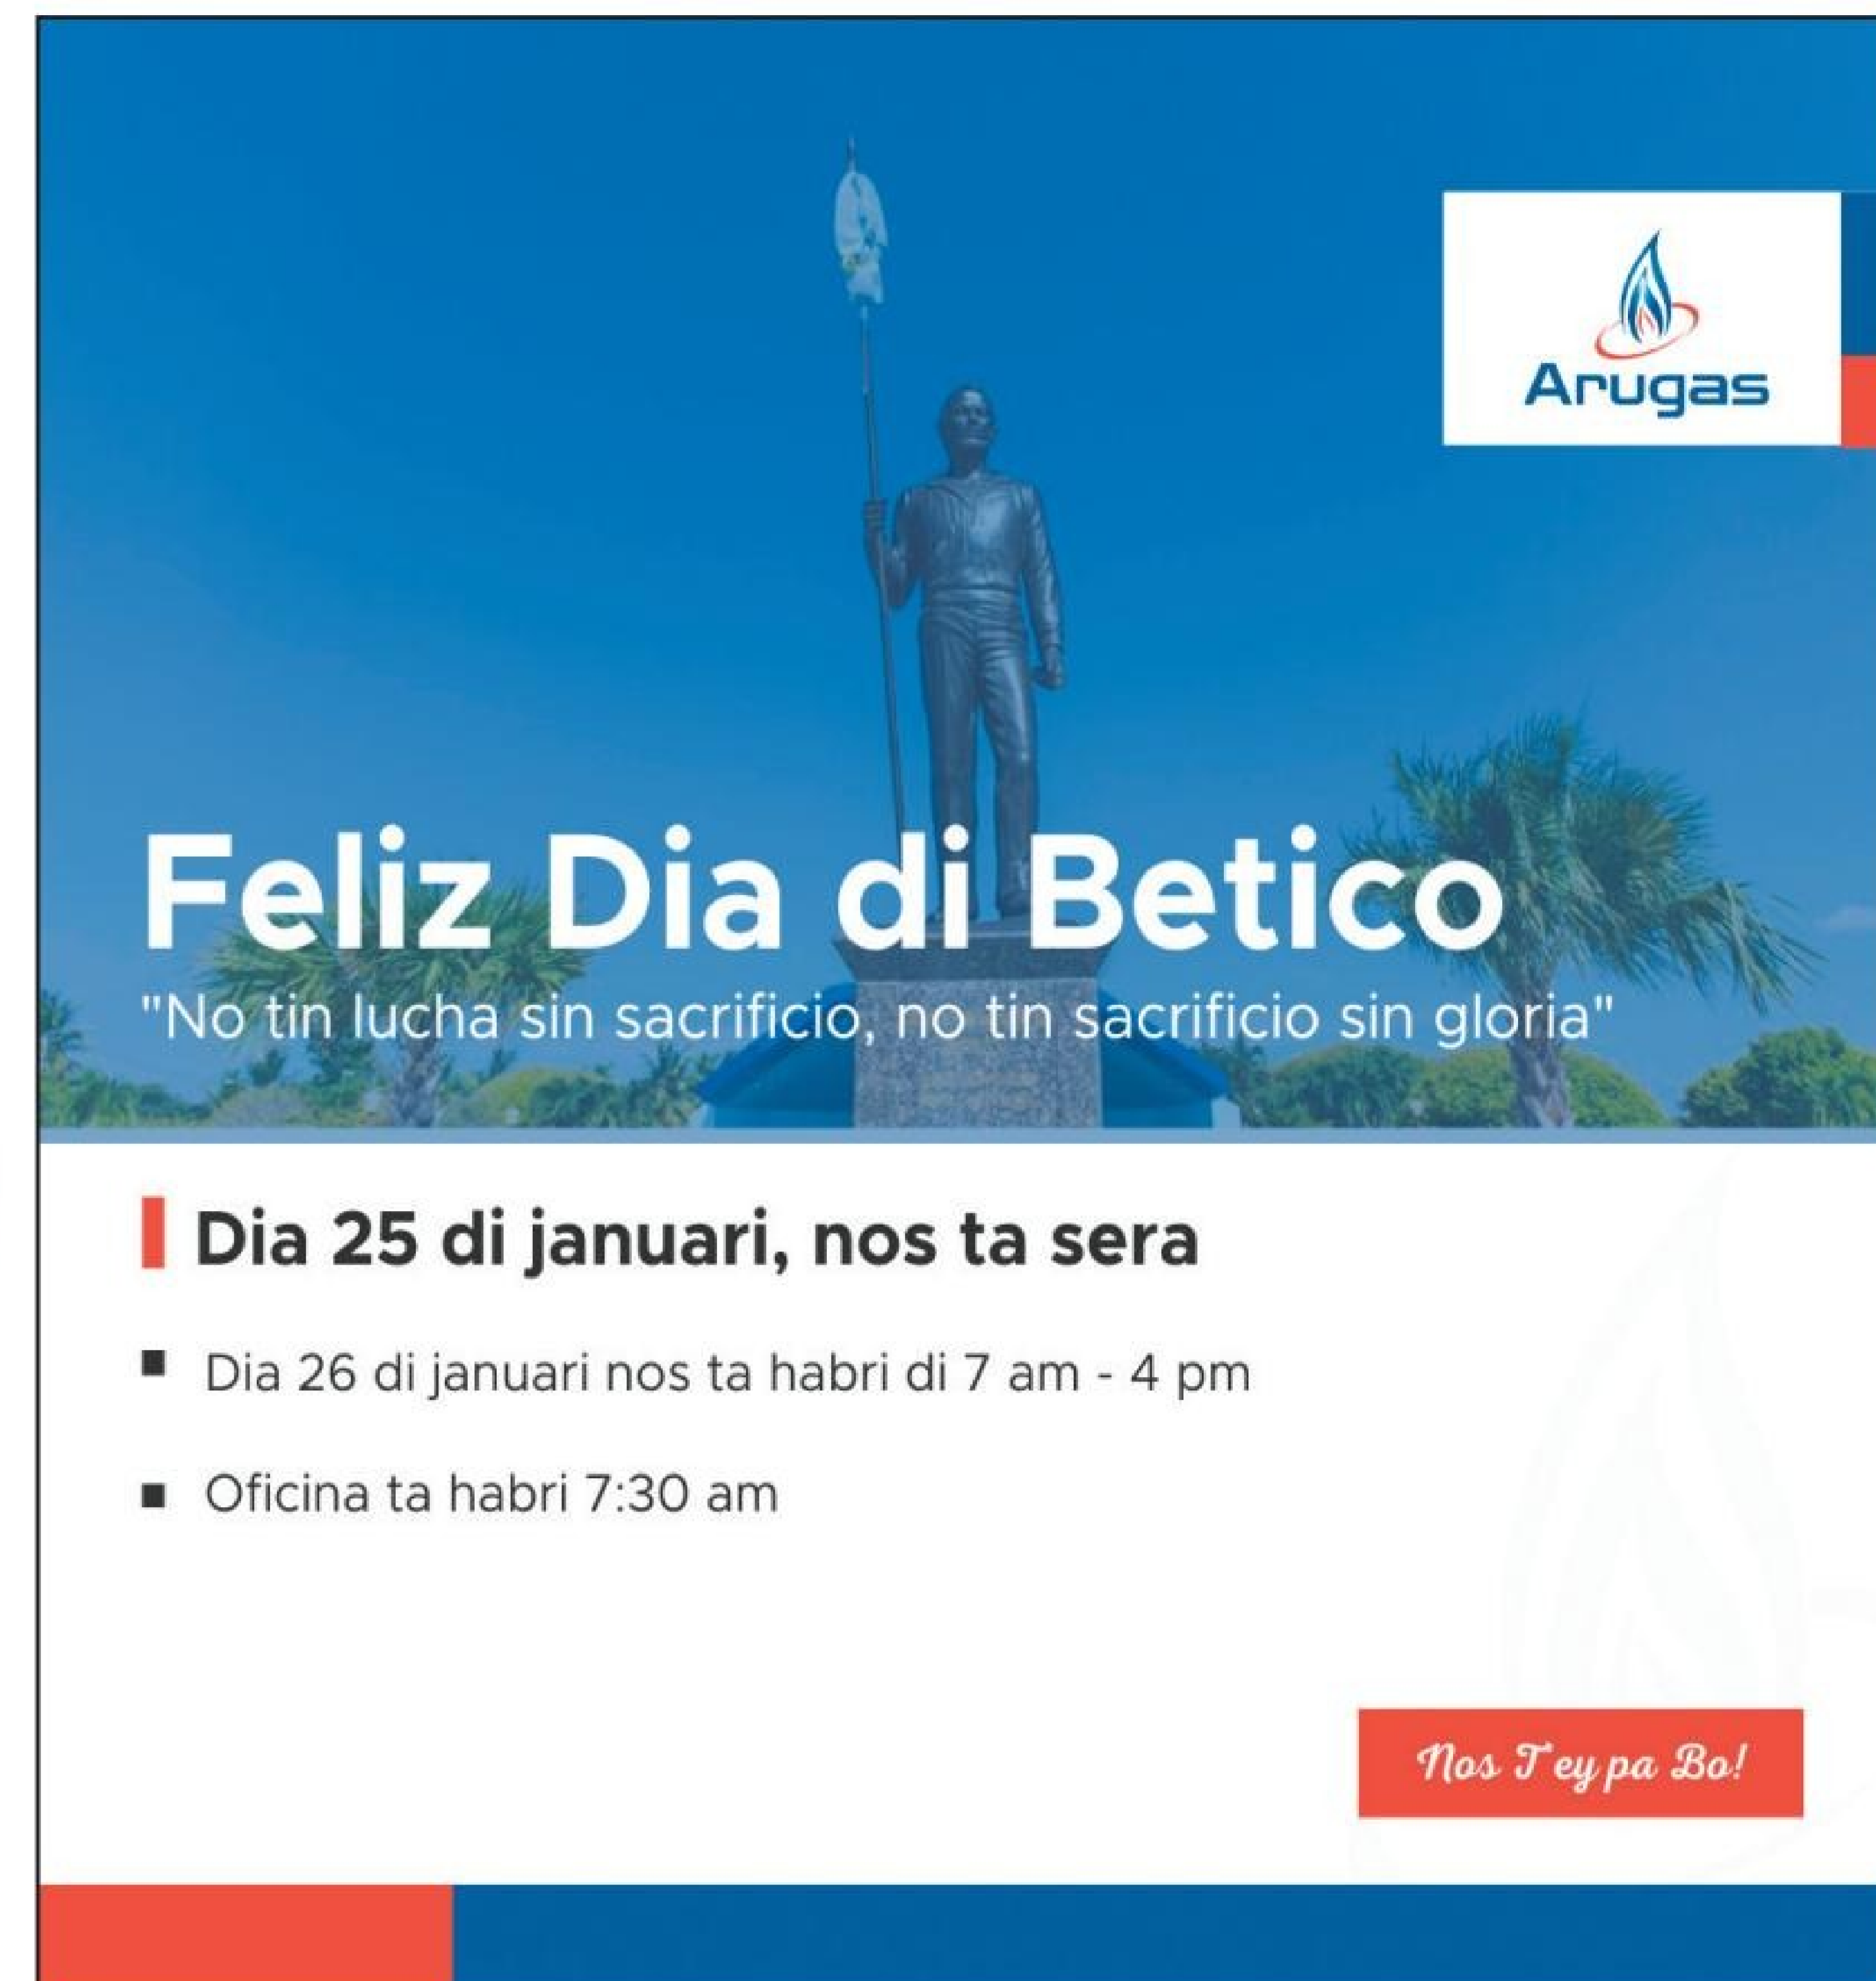 Arugas
Feliz Dia di Betico
"No tin lucha sin sacrificio, no tin sacrificio sin gloria"
Dia 25 di januari, nos ta sera
Dia 26 di januari nos ta habri di 7 am - 4 pm
Oficina ta habri 7:30 am
Nos T'ey pa Bo!